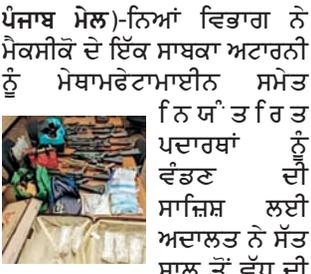 ਪੰਜਾਬ ਮੇਲ)-ਨਿਆਂ ਵਿਭਾਗ ਨੇ
ਮੈਕਸੀਕੋ ਦੇ ਇੱਕ ਸਾਬਕਾ ਅਟਾਰਨੀ
ਨੂੰ ਮੇਥਾਮਫੇਟਾਮਾਈਨ ਸਮੇਤ
ਨਿਯੰਤਰਿਤ
ਪਦਾਰਥਾਂ ਨੂੰ
ਵੰਡਣ ਦੀ
ਸਾਜ਼ਿਸ਼ ਲਈ
ਅਦਾਲਤ ਨੇ ਸੱਤ
ਸਾਲ ਤੋਂ ਵੱਧ ਦੀ